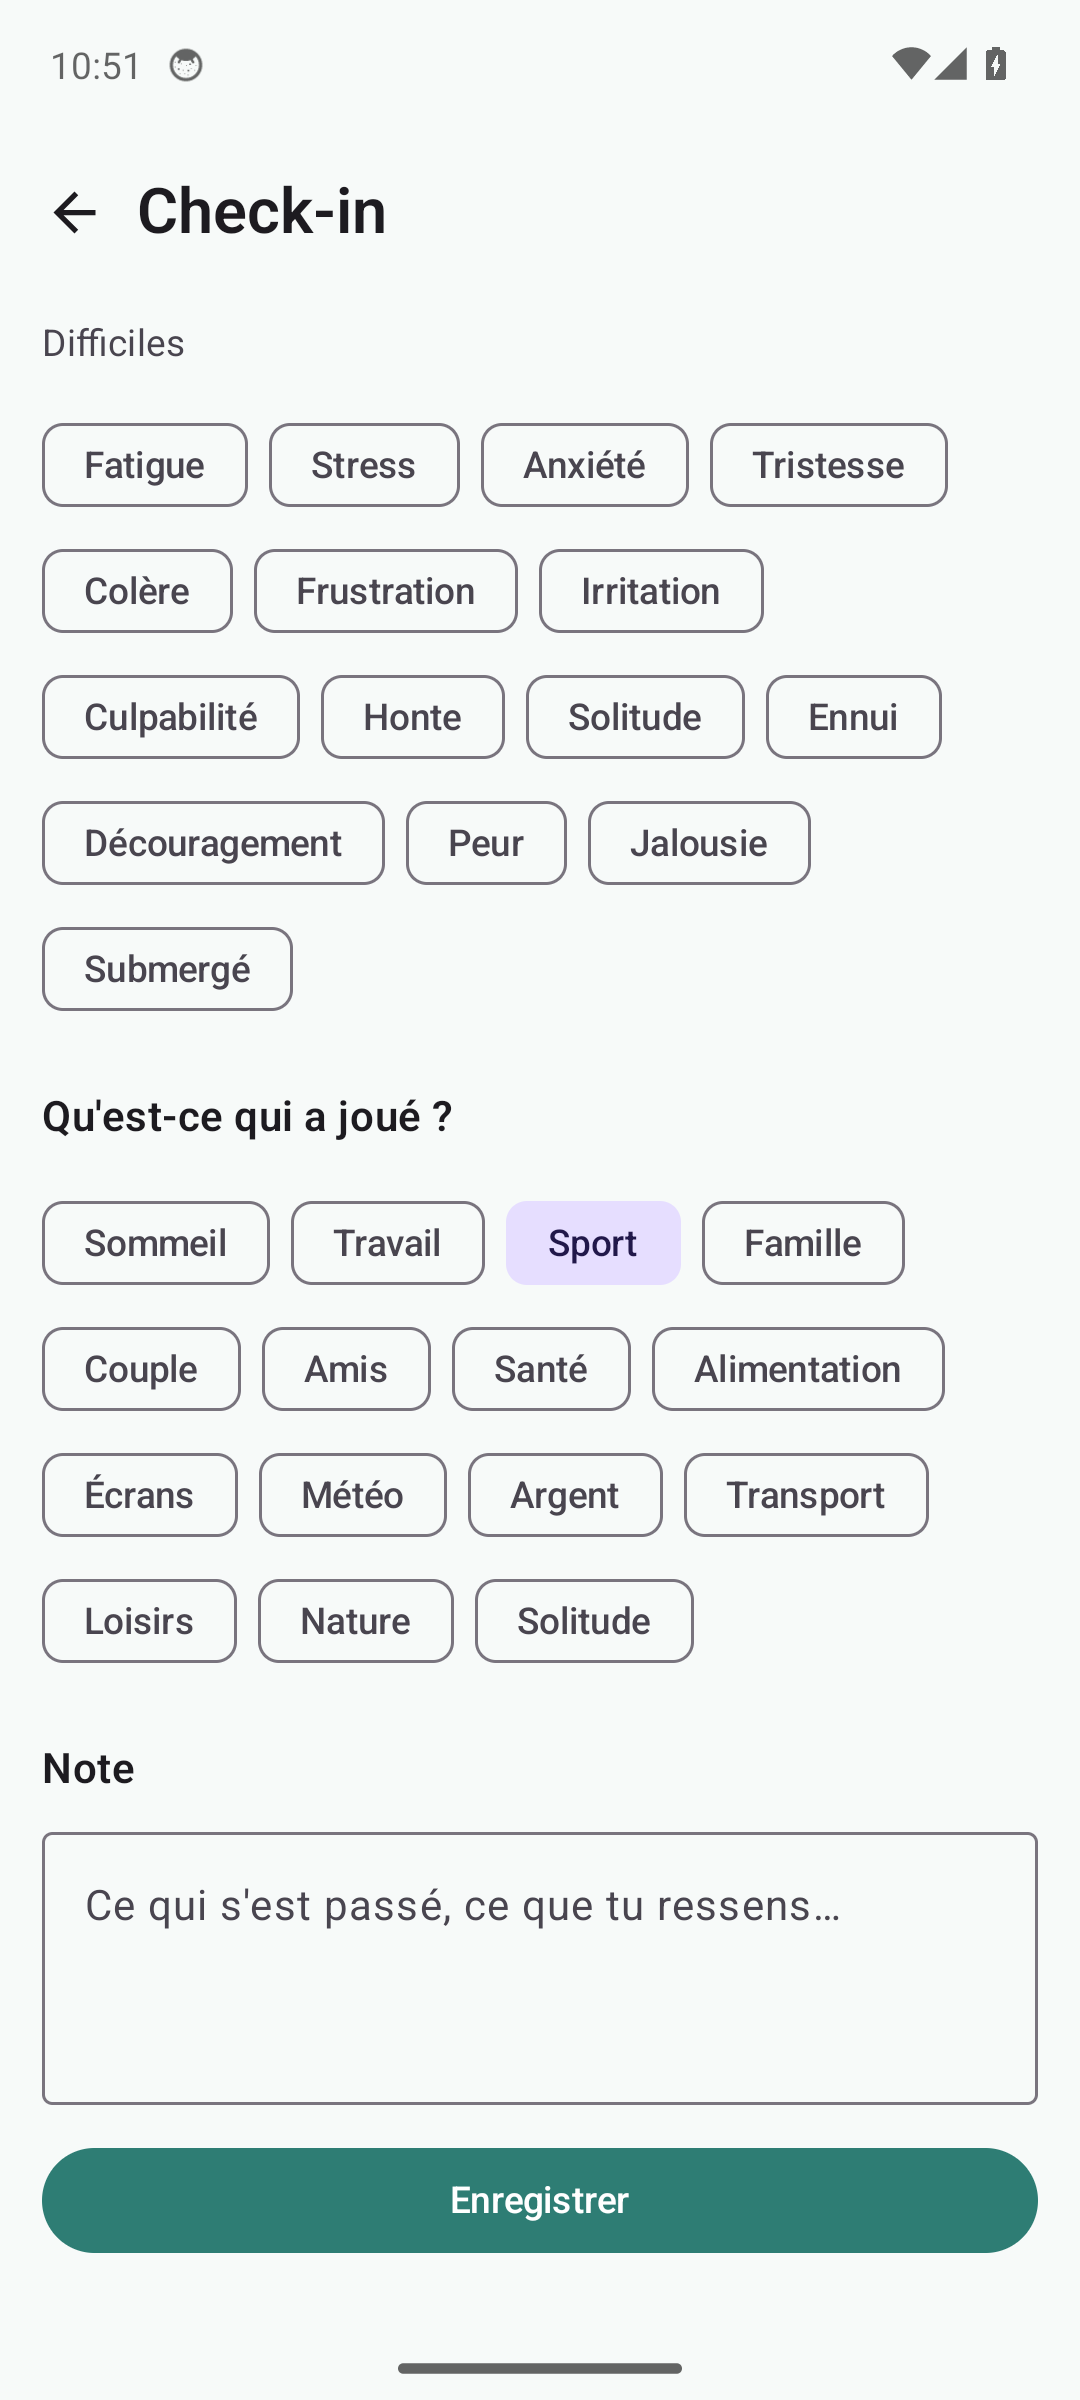 10:51
Check-in
Difficiles
Fatigue Stress Anxiété Tristesse
Colère Frustration Irritation
Culpabilité Honte Solitude Ennui
Découragement Peur Jalousie
Submergé
Qu'est-ce qui a joué ?
Sommeil Travail Sport Famille
Couple Amis Santé Alimentation
Écrans Météo Argent Transport
Loisirs Nature Solitude
Note
Ce qui s'est passé, ce que tu ressens…
Enregistrer